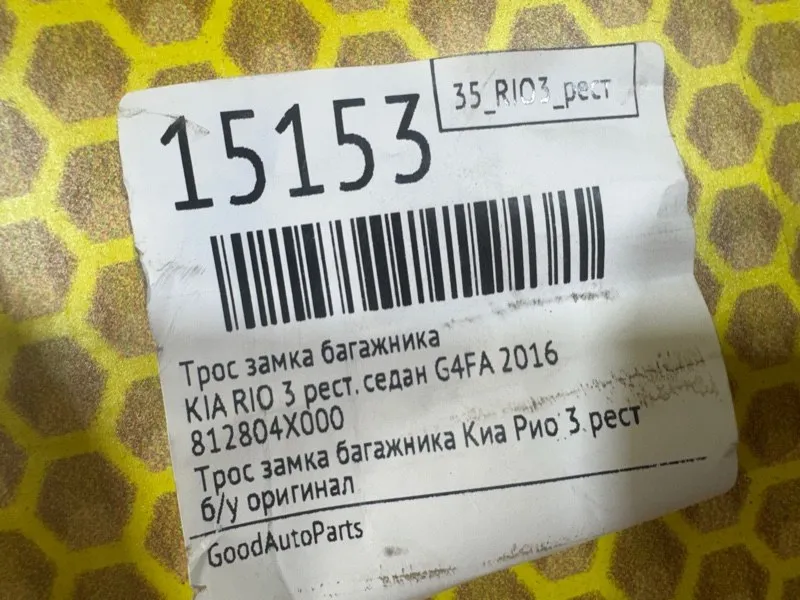 35_RIO3_рест
15153
Трос замка багажника
KIA RIO 3 рест. седан G4FA 2016
812804X000
Трос замка багажника Киа Рио 3 рест
б/у оригинал
GoodAutoParts